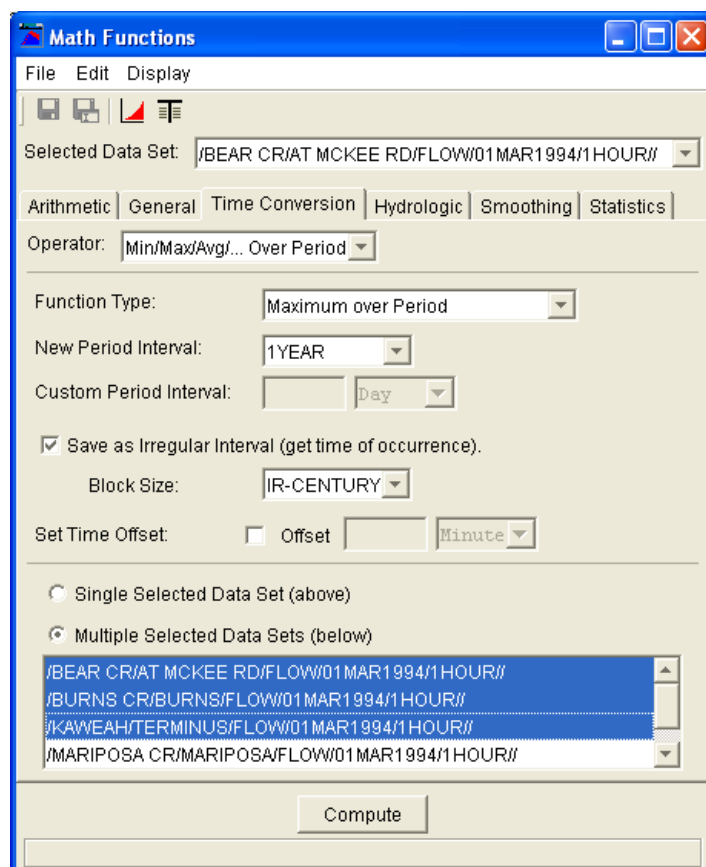 Math Functions
File Edit Display
Selected Data Set: /BEAR CR/AT MCKEE RD/FLOW/01MAR1994/1HOUR//
Arithmetic General Time Conversion Hydrologic Smoothing Statistics
Operator: Min/Max/Avg/... Over Period
Function Type: Maximum over Period
New Period Interval: 1YEAR
Custom Period Interval: Day
Save as Irregular Interval (get time of occurrence).
Block Size: IR-CENTURY
Set Time Offset: Offset Minute
Single Selected Data Set (above)
Multiple Selected Data Sets (below)
/BEAR CR/AT MCKEE RD/FLOW/01MAR1994/1HOUR//
/BURNS CR/BURNS/FLOW/01MAR1994/1HOUR//
/KAWEAH/TERMINUS/FLOW/01MAR1994/1HOUR//
/MARIPOSA CR/MARIPOSA/FLOW/01MAR1994/1HOUR//
Compute